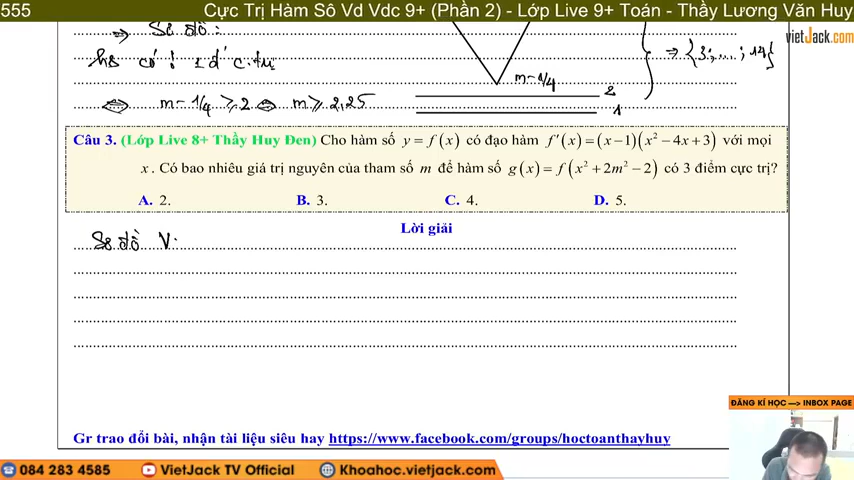 555 Cực Trị Hàm Số Vd Vdc 9+ (Phần 2) - Lớp Live 9+ Toán - Thầy Lương Văn Huy
vietJack.com
⇒ Sơ đồ:
hs có 1 đ' c.trị
m - 1/4
2
1
⇒ {3; ...; 14}
⇔ m - 1/4 ≥ 2 ⇔ m ≥ 2,25
Câu 3. (Lớp Live 8+ Thầy Huy Đen) Cho hàm số y = f(x) có đạo hàm f'(x) = (x−1)(x² − 4x + 3) với mọi
x. Có bao nhiêu giá trị nguyên của tham số m để hàm số g(x) = f(x² + 2m² − 2) có 3 điểm cực trị?
A. 2. B. 3. C. 4. D. 5.
Lời giải
Sơ đồ V.
ĐĂNG KÍ HỌC —> INBOX PAGE
Gr trao đổi bài, nhận tài liệu siêu hay https://www.facebook.com/groups/hoctoanthayhuy
084 283 4585 VietJack TV Official Khoahoc.vietjack.com